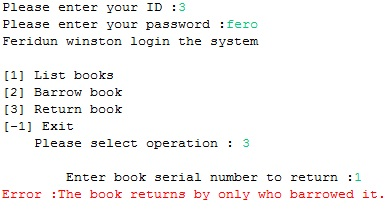 Please enter your ID :3
Please enter your password :fero
Feridun winston login the system
[1] List books
[2] Barrow book
[3] Return book
[-1] Exit
Please select operation : 3
Enter book serial number to return :1
Error :The book returns by only who barrowed it.